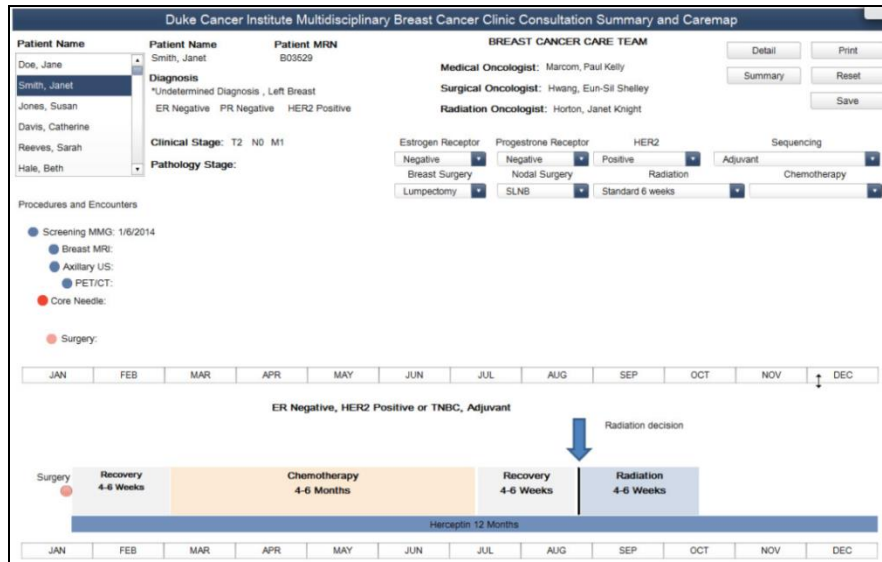 Duke Cancer Institute Multidisciplinary Breast Cancer Clinic Consultation Summary and Caremap
Patient Name
Doe, Jane
Smith, Janet
Jones, Susan
Davis, Catherine
Reeves, Sarah
Hale, Beth
Patient Name Patient MRN
Smith, Janet B03529
Diagnosis
*Undetermined Diagnosis , Left Breast
ER Negative PR Negative HER2 Positive
Clinical Stage: T2 N0 M1
Pathology Stage:
BREAST CANCER CARE TEAM
Medical Oncologist: Marcom, Paul Kelly
Surgical Oncologist: Hwang, Eun-Sil Shelley
Radiation Oncologist: Horton, Janet Knight
Detail Print
Summary Reset
Save
Estrogen Receptor Progestrone Receptor HER2 Sequencing
Negative Negative Positive Adjuvant
Breast Surgery Nodal Surgery Radiation Chemotherapy
Lumpectomy SLNB Standard 6 weeks
Procedures and Encounters
Screening MMG: 1/6/2014
Breast MRI:
Axillary US:
PET/CT:
Core Needle:
Surgery:
JAN FEB MAR APR MAY JUN JUL AUG SEP OCT NOV DEC
ER Negative, HER2 Positive or TNBC, Adjuvant
Radiation decision
Surgery
Recovery
4-6 Weeks
Chemotherapy
4-6 Months
Recovery
4-6 Weeks
Radiation
4-6 Weeks
Herceptin 12 Months
JAN FEB MAR APR MAY JUN JUL AUG SEP OCT NOV DEC